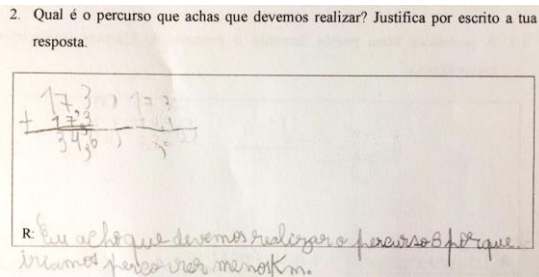 2. Qual é o percurso que achas que devemos realizar? Justifica por escrito a tua
resposta.
17,3
+ 17,3
34,6
R: Eu acho que devemos realizar o percurso B porque
iríamos percorrer menos Km.